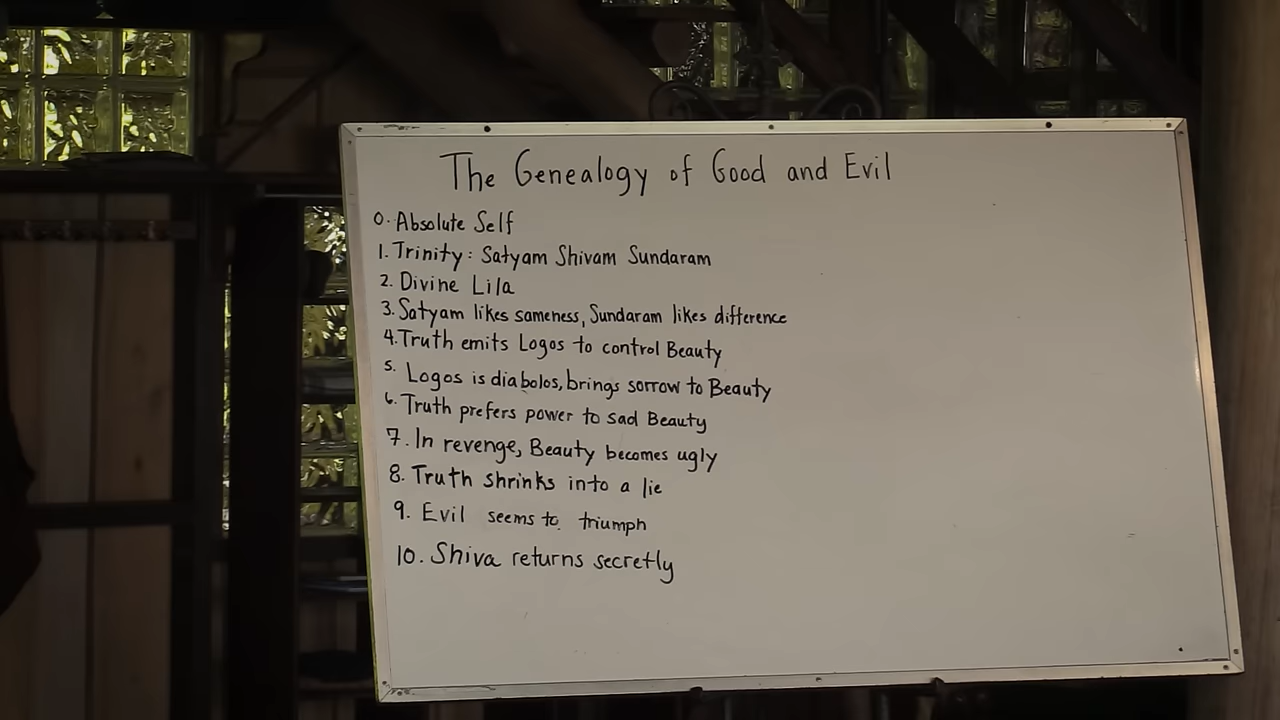 The Genealogy of Good and Evil
0. Absolute Self
1. Trinity: Satyam Shivam Sundaram
2. Divine Lila
3. Satyam likes sameness, Sundaram likes difference
4. Truth emits Logos to control Beauty
5. Logos is diabolos, brings sorrow to Beauty
6. Truth prefers power to sad Beauty
7. In revenge, Beauty becomes ugly
8. Truth shrinks into a lie
9. Evil seems to triumph
10. Shiva returns secretly